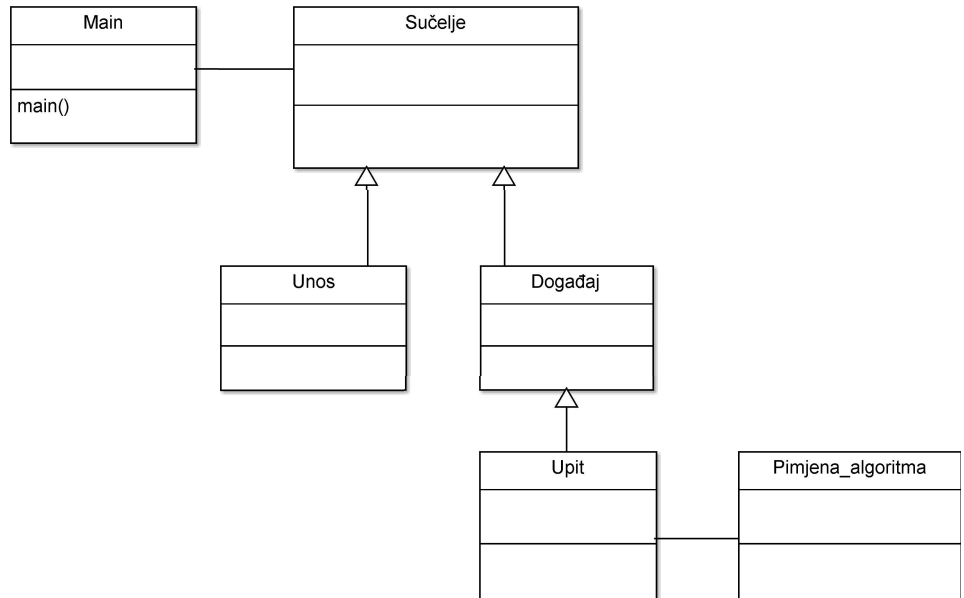 Main
Sučelje
main()
Unos
Događaj
Upit
Pimjena_algoritma